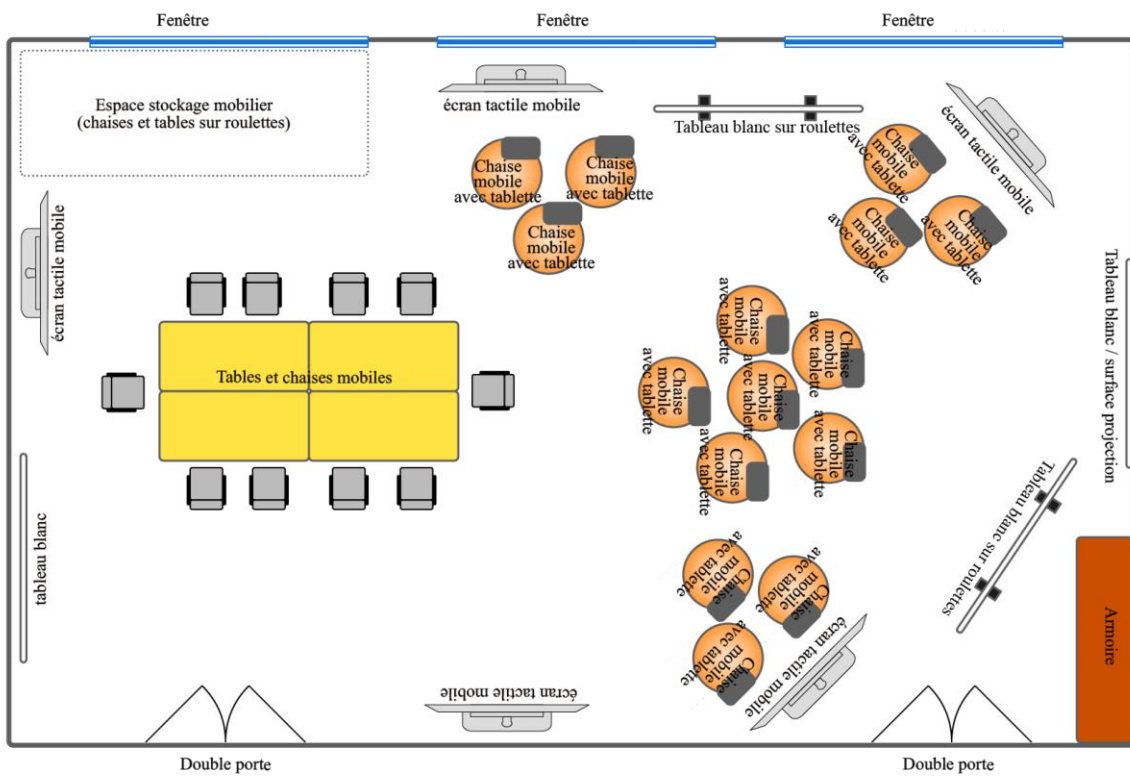 Fenêtre
Fenêtre
Fenêtre
Espace stockage mobilier
(chaises et tables sur roulettes)
écran tactile mobile
Tableau blanc sur roulettes
écran tactile mobile
Chaise
mobile
avec tablette
Chaise
mobile
avec tablette
Chaise
mobile
avec tablette
Chaise
mobile
avec tablette
Chaise
mobile
avec tablette
Chaise
mobile
avec tablette
écran tactile mobile
Tables et chaises mobiles
Chaise
mobile
avec tablette
Chaise
mobile
avec tablette
Chaise
mobile
avec tablette
Chaise
mobile
avec tablette
Chaise
mobile
avec tablette
Chaise
mobile
avec tablette
Tableau blanc / surface projection
Tableau blanc sur roulettes
tableau blanc
Chaise
mobile
avec tablette
Chaise
mobile
avec tablette
Chaise
mobile
avec tablette
écran tactile mobile
écran tactile mobile
Armoire
Double porte
Double porte